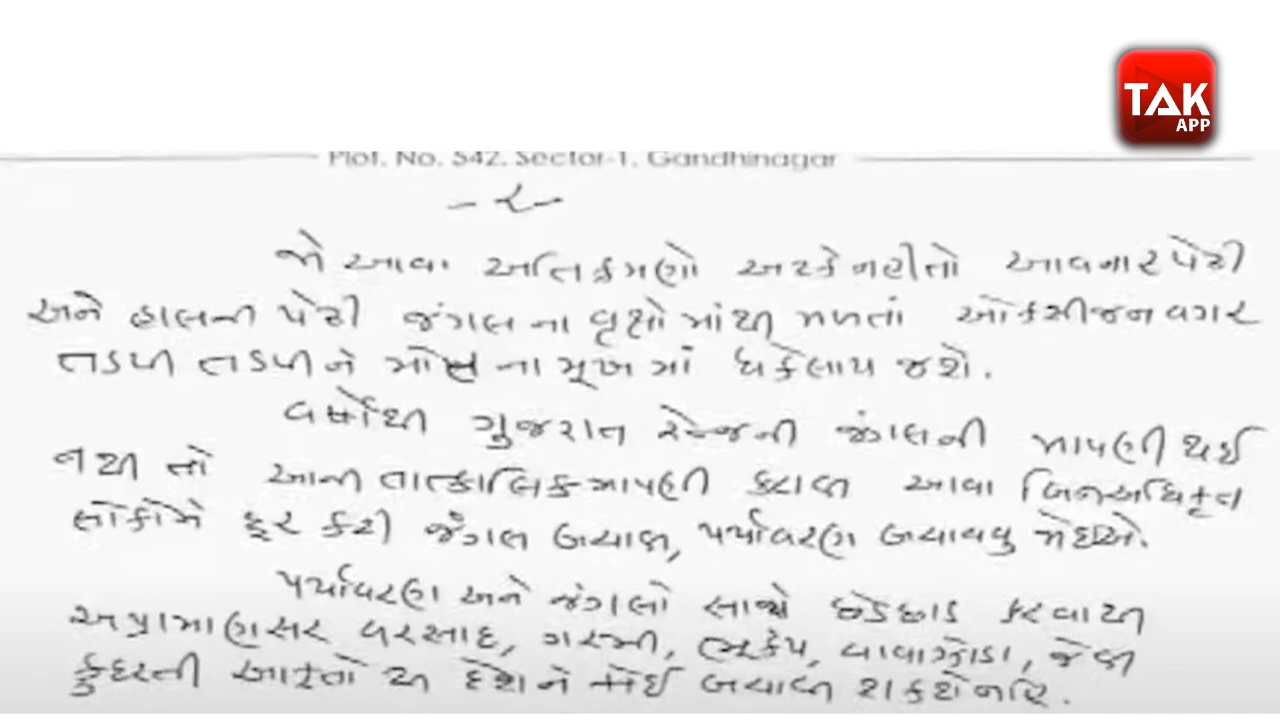 TAK
APP
Plot. No. 542, Sector-1, Gandhinagar
-૨-
જો આવા અતિક્રમણો અટકે નહીતો આવનાર પેઢી
અને હાલની પેઢી જંગલના વૃક્ષોમાંથી મળતાં ઓકસીજન વગર
તડપી તડપીને મોતના મૂખમાં ધકેલાય જશે.
વર્ષોથી ગુજરાત રેન્જની જંગલની માપણી થઈ
નથી તો આની તાત્કાલિક માપણી કરાવી આવા બિનઅધિકૃત
લોકોને દૂર કરી જંગલ બચાવી, પર્યાવરણ બચાવવુ જોઈએ.
પર્યાવરણ અને જંગલો સાથે છેડછાડ કરવાથી
અપ્રમાણસર વરસાદ, ગરમી, ભૂકંપ, વાવાઝોડા, જેવી
કુદરતી આફતો થી દેશને કોઈ બચાવી શકશે નહિ.